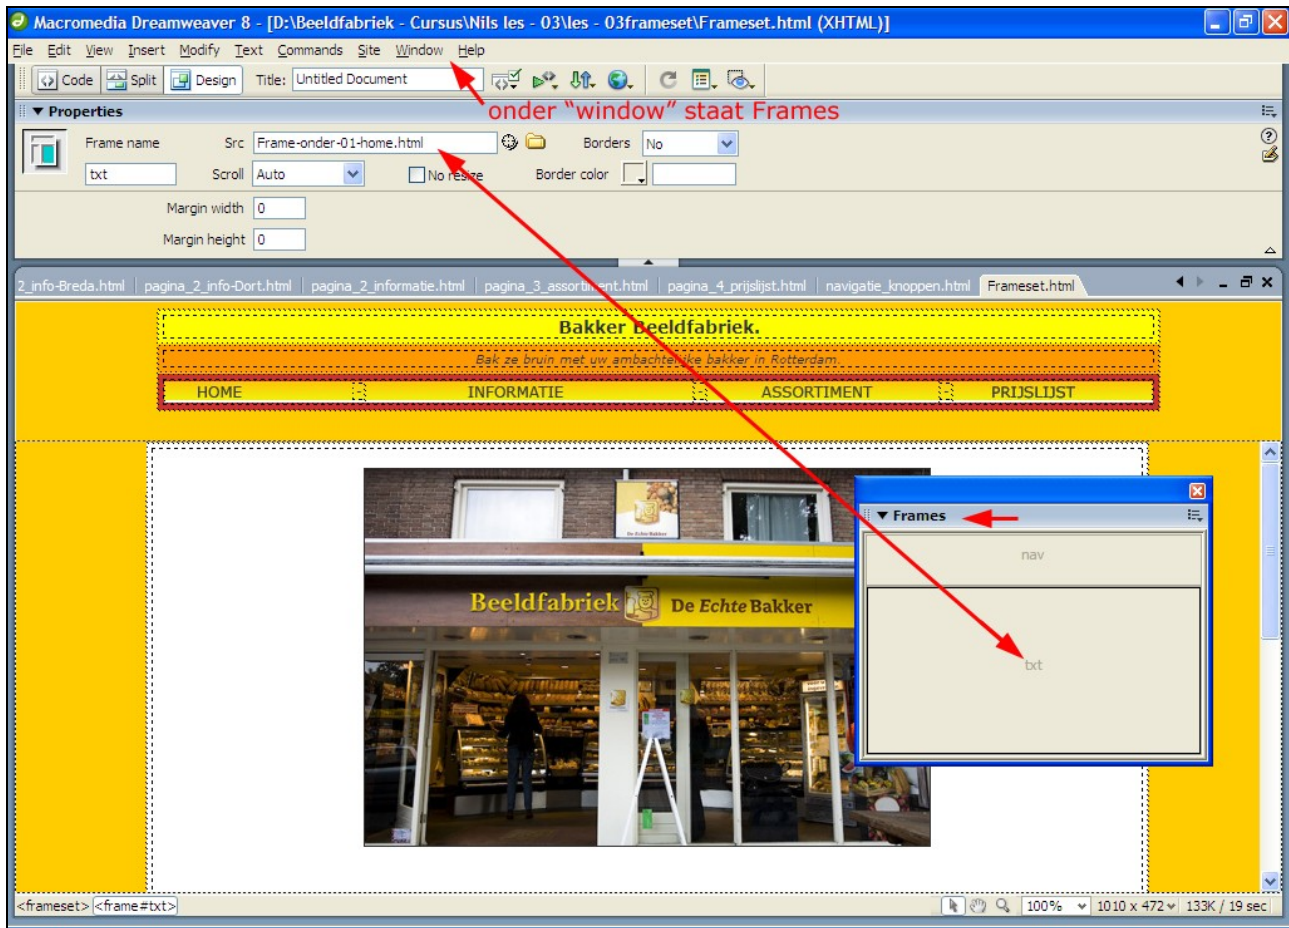 Macromedia Dreamweaver 8 - [D:\Beeldfabriek - Cursus\Nils les - 03\les - 03frameset\Frameset.html (XHTML)]
File Edit View Insert Modify Text Commands Site Window Help
Code Split Design Title: Untitled Document
onder "window" staat Frames
Properties
Frame name Src Frame-onder-01-home.html Borders No
txt Scroll Auto No resize Border color
Margin width 0
Margin height 0
2_info-Breda.html pagina_2_info-Dort.html pagina_2_informatie.html pagina_3_assortiment.html pagina_4_prijslijst.html navigatie_knoppen.html Frameset.html
Bakker Beeldfabriek.
Bak ze bruin met uw ambachtelijke bakker in Rotterdam.
HOME INFORMATIE ASSORTIMENT PRIJSLIJST
De Echte Bakker
Beeldfabriek De Echte Bakker
Frames
nav
txt
<frameset> <frame#txt> 100% 1010 x 472 133K / 19 sec